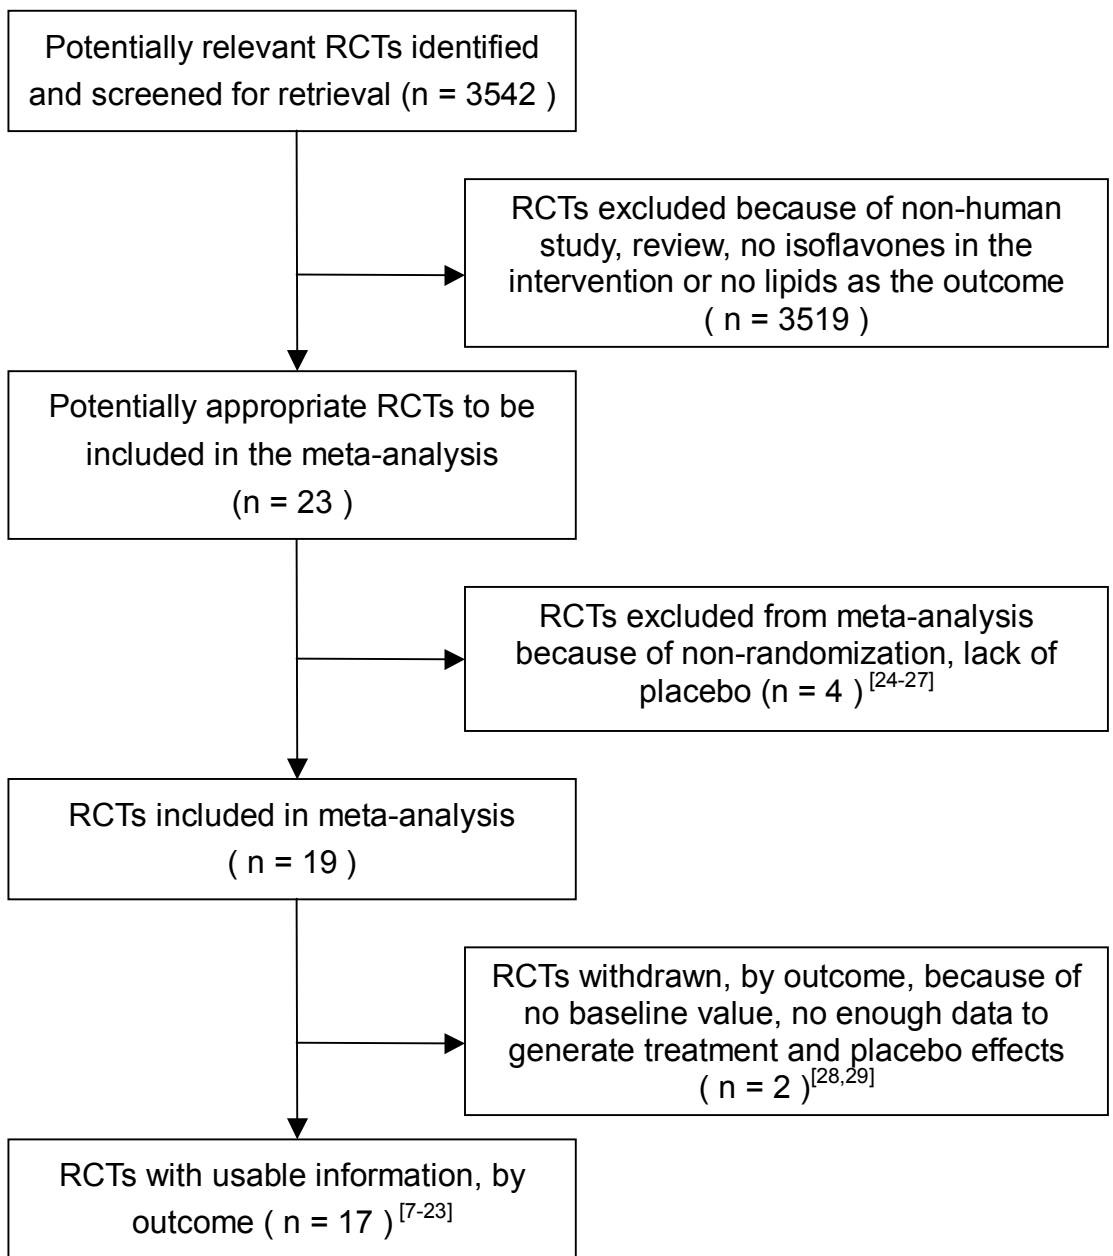 Potentially relevant RCTs identified
and screened for retrieval (n = 3542 )
RCTs excluded because of non-human
study, review, no isoflavones in the
intervention or no lipids as the outcome
( n = 3519 )
Potentially appropriate RCTs to be
included in the meta-analysis
(n = 23 )
RCTs excluded from meta-analysis
because of non-randomization, lack of
placebo (n = 4 ) [24-27]
RCTs included in meta-analysis
( n = 19 )
RCTs withdrawn, by outcome, because of
no baseline value, no enough data to
generate treatment and placebo effects
( n = 2 )[28,29]
RCTs with usable information, by
outcome ( n = 17 ) [7-23]